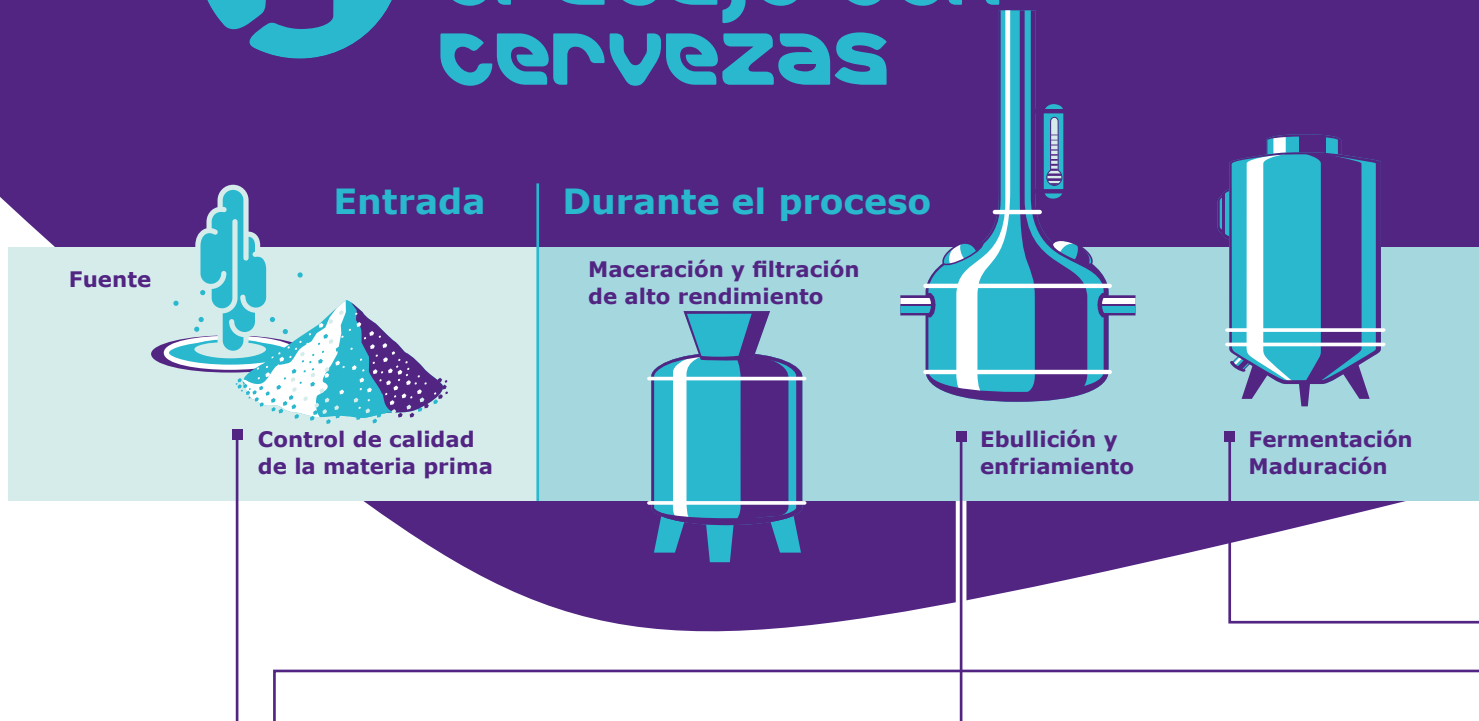 cervezas
Entrada
Durante el proceso
Fuente
Maceración y filtración
de alto rendimiento
Control de calidad
de la materia prima
Ebullición y
enfriamiento
Fermentación
Maduración